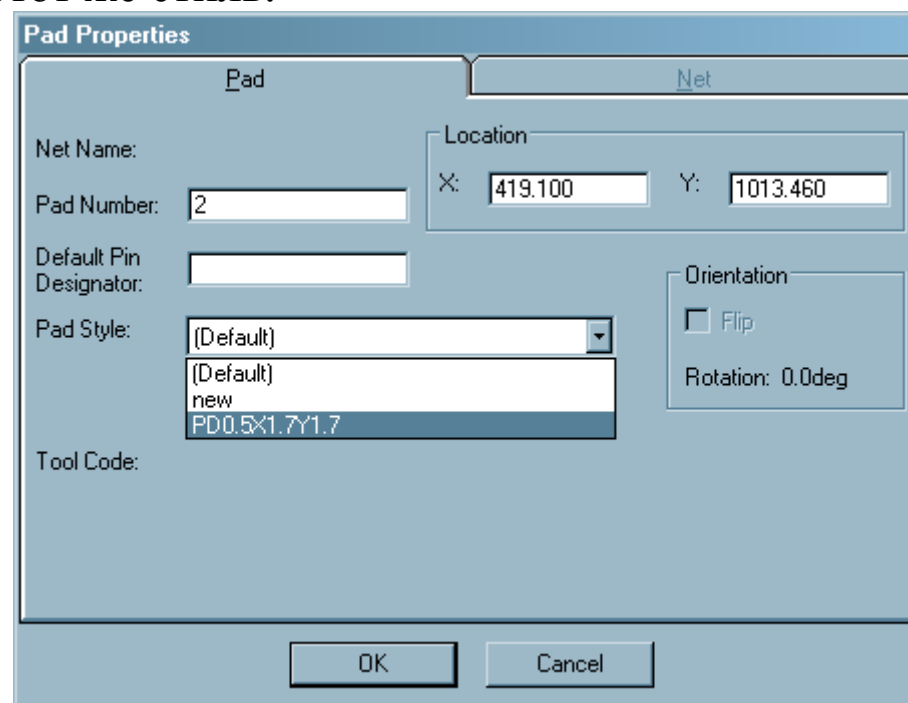 Pad Properties
Pad
Net
Net Name:
Location
X: 419.100
Y: 1013.460
Pad Number: 2
Default Pin
Designator:
Orientation
Flip
Rotation: 0.0deg
Pad Style: (Default)
(Default)
new
PD0.5X1.7Y1.7
Tool Code:
OK
Cancel